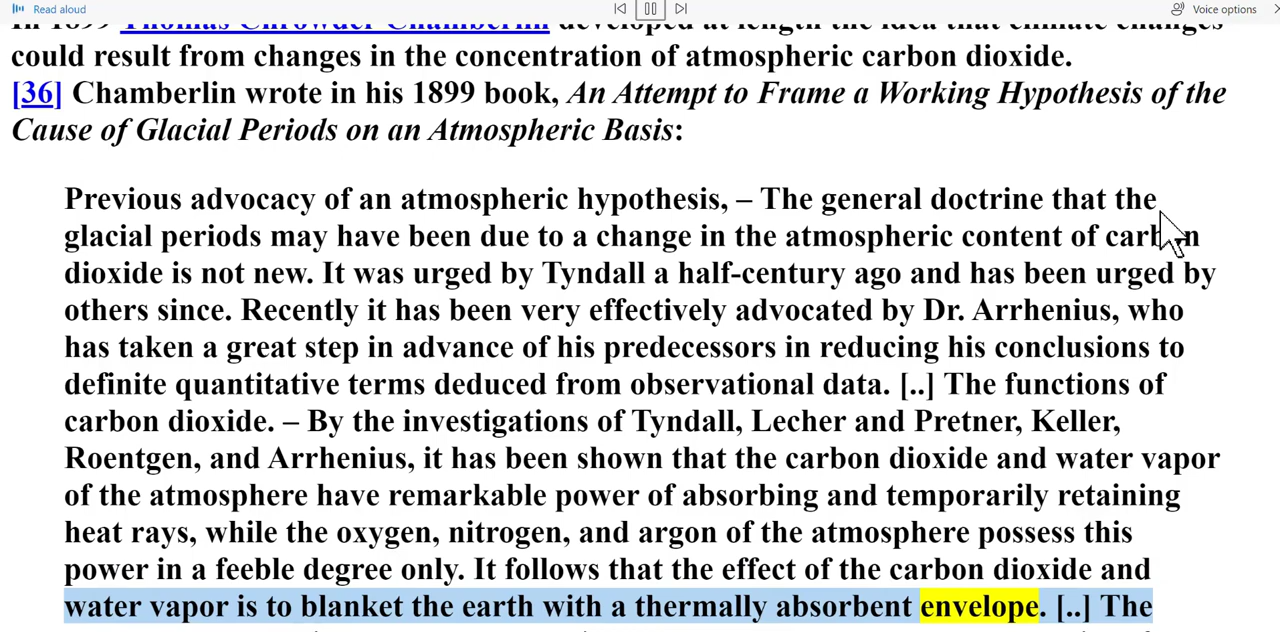 Read aloud
Voice options
In 1899 Thomas Chrowder Chamberlin developed at length the idea that climate changes
could result from changes in the concentration of atmospheric carbon dioxide.
[36] Chamberlin wrote in his 1899 book, An Attempt to Frame a Working Hypothesis of the
Cause of Glacial Periods on an Atmospheric Basis:
Previous advocacy of an atmospheric hypothesis, – The general doctrine that the
glacial periods may have been due to a change in the atmospheric content of carbon
dioxide is not new. It was urged by Tyndall a half-century ago and has been urged by
others since. Recently it has been very effectively advocated by Dr. Arrhenius, who
has taken a great step in advance of his predecessors in reducing his conclusions to
definite quantitative terms deduced from observational data. [..] The functions of
carbon dioxide. – By the investigations of Tyndall, Lecher and Pretner, Keller,
Roentgen, and Arrhenius, it has been shown that the carbon dioxide and water vapor
of the atmosphere have remarkable power of absorbing and temporarily retaining
heat rays, while the oxygen, nitrogen, and argon of the atmosphere possess this
power in a feeble degree only. It follows that the effect of the carbon dioxide and
water vapor is to blanket the earth with a thermally absorbent envelope. [..] The